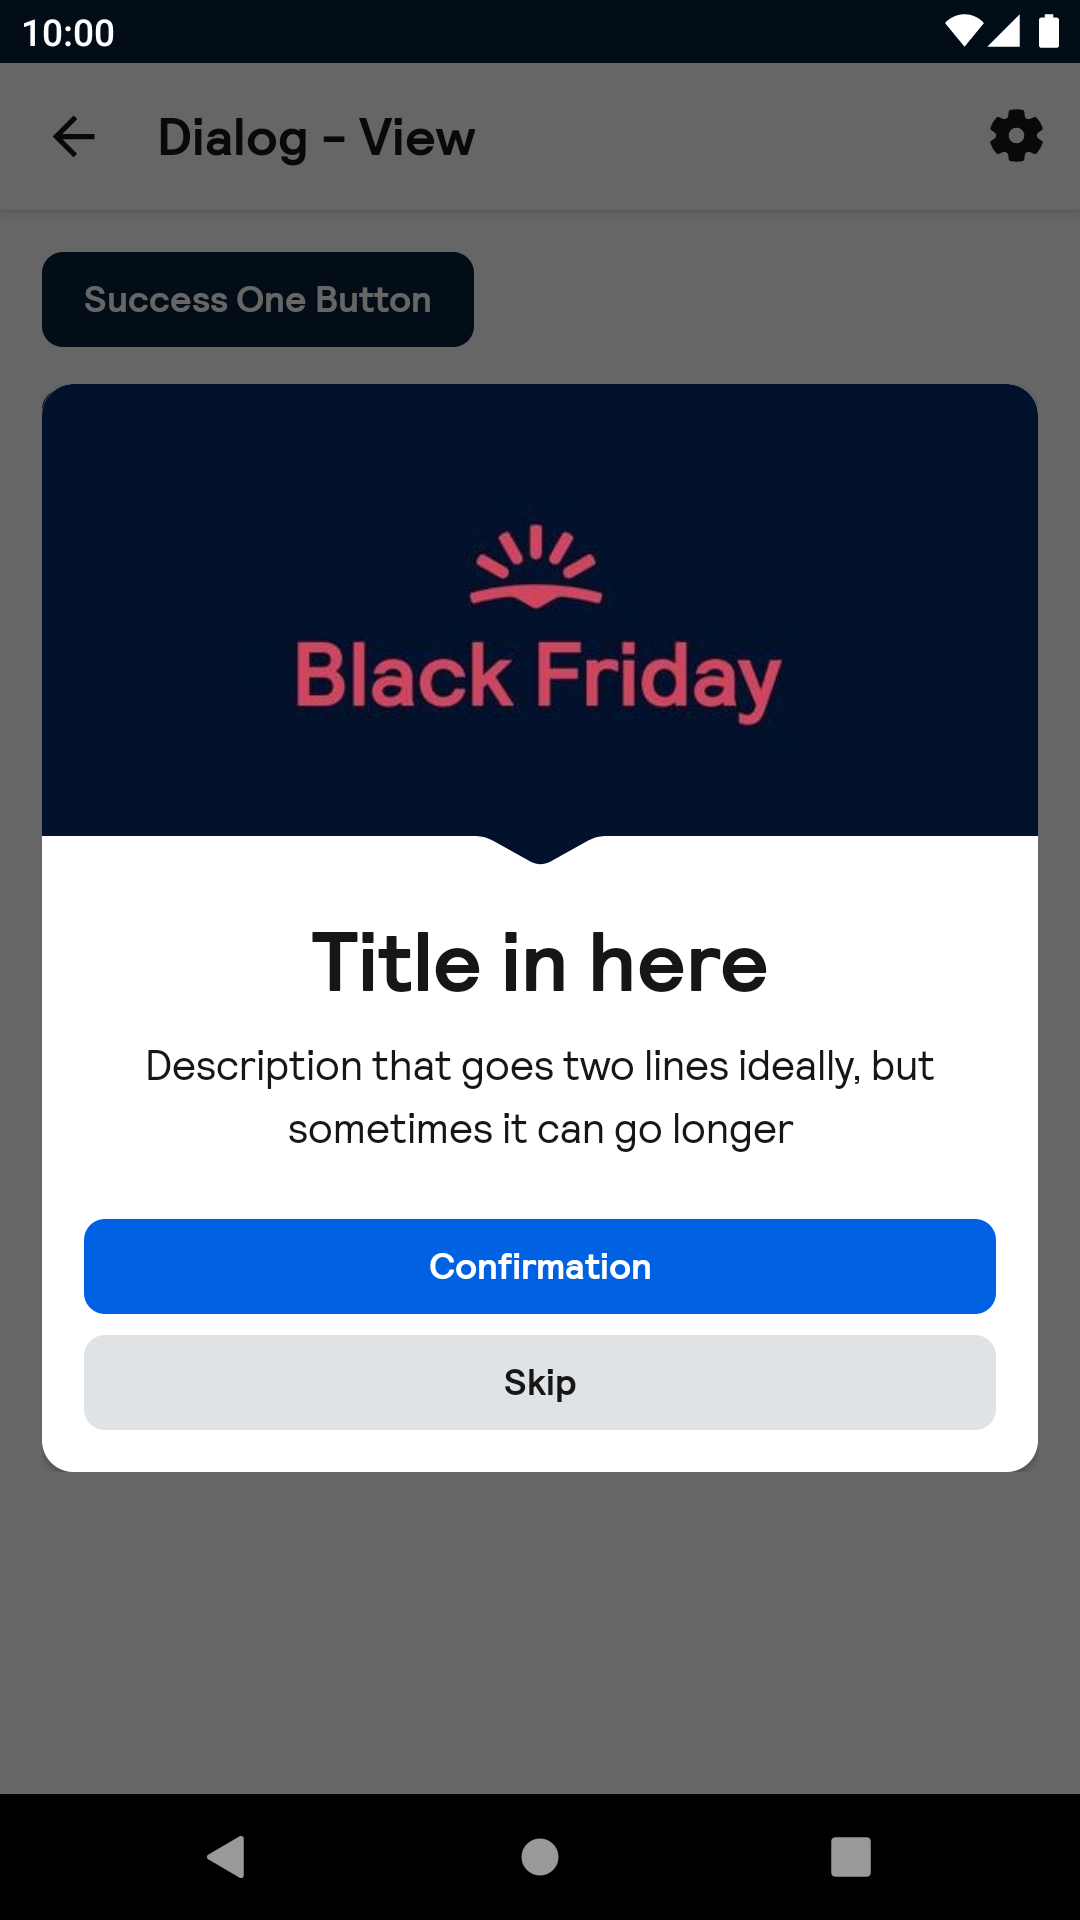 10:00
Dialog - View
Success One Button
Black Friday
Title in here
Description that goes two lines ideally, but
sometimes it can go longer
Confirmation
Skip